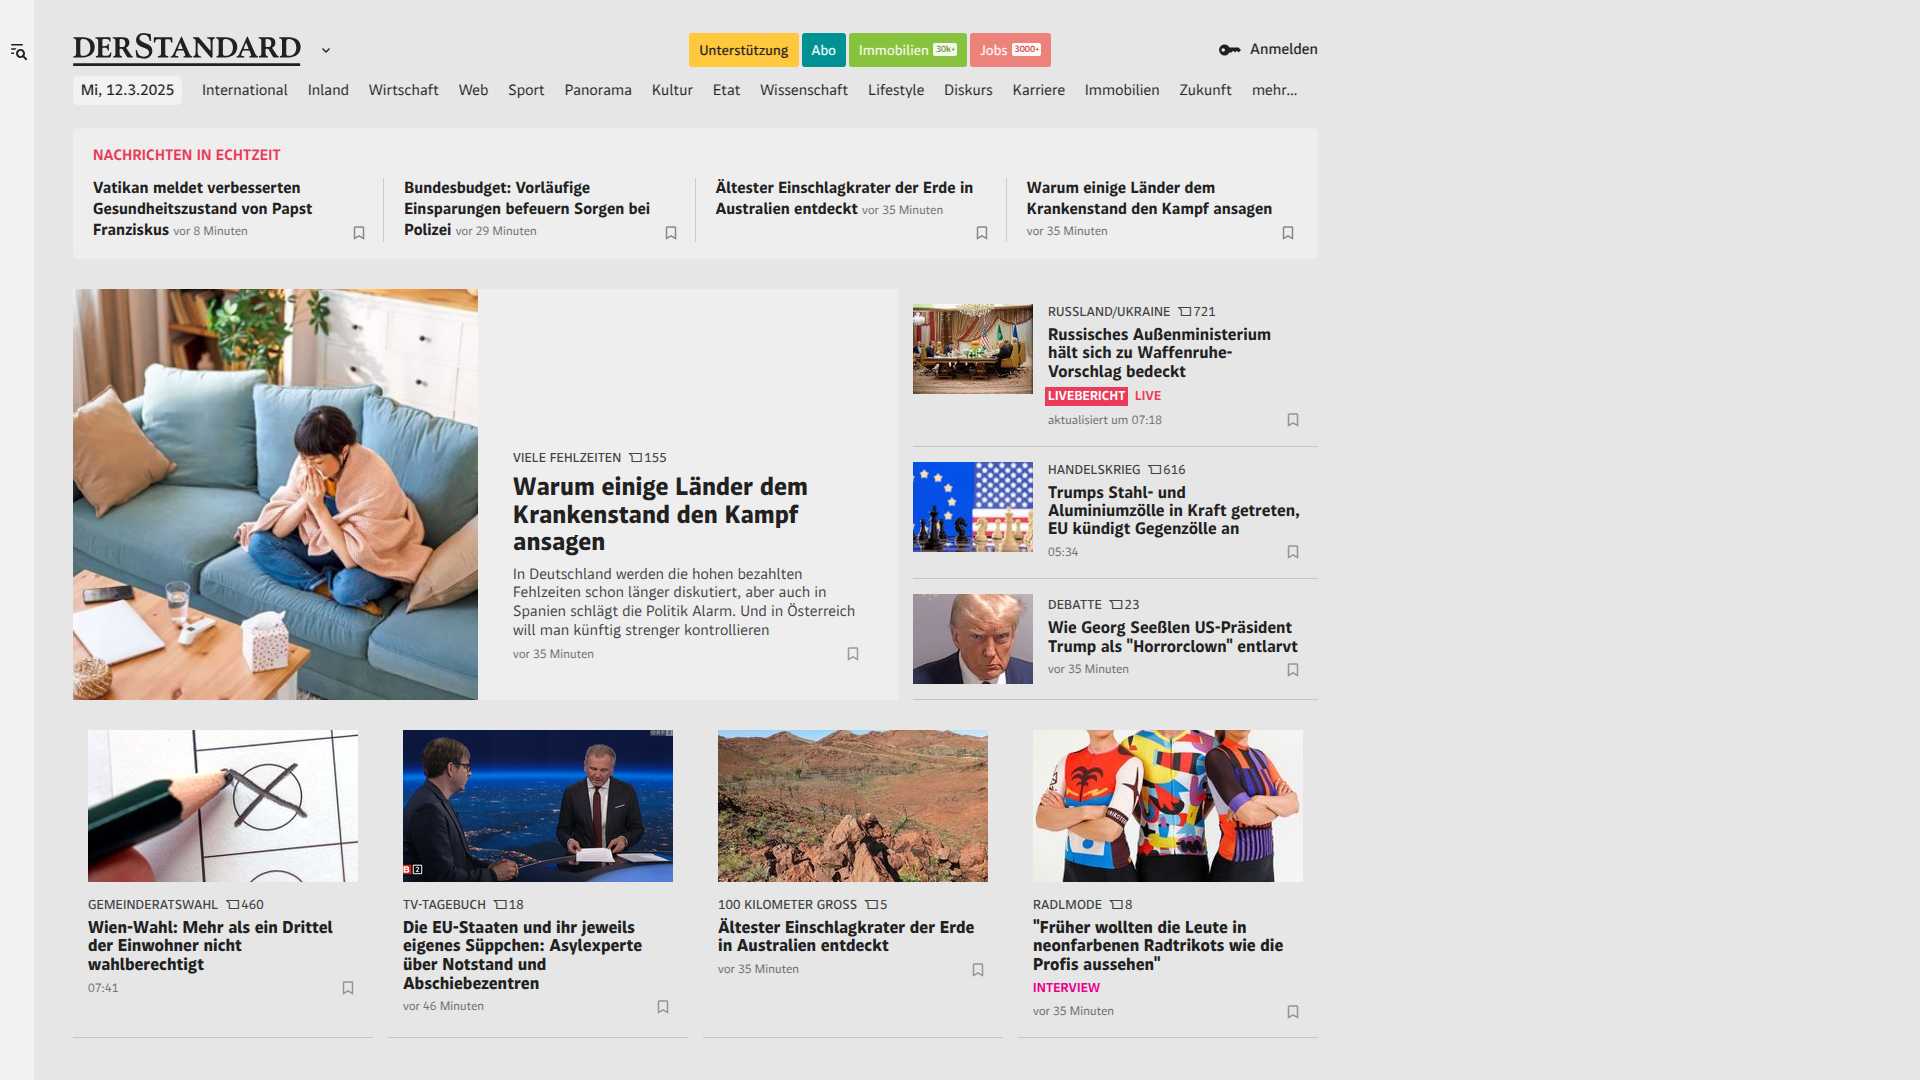 DERSTANDARD
Unterstützung
Abo
Immobilien 30k+
Jobs 3000+
Anmelden
Mi, 12.3.2025 International Inland Wirtschaft Web Sport Panorama Kultur Etat Wissenschaft Lifestyle Diskurs Karriere Immobilien Zukunft mehr...
NACHRICHTEN IN ECHTZEIT
Vatikan meldet verbesserten
Gesundheitszustand von Papst
Franziskus vor 8 Minuten
Bundesbudget: Vorläufige
Einsparungen befeuern Sorgen bei
Polizei vor 29 Minuten
Ältester Einschlagkrater der Erde in
Australien entdeckt vor 35 Minuten
Warum einige Länder dem
Krankenstand den Kampf ansagen
vor 35 Minuten
VIELE FEHLZEITEN 155
Warum einige Länder dem
Krankenstand den Kampf
ansagen
In Deutschland werden die hohen bezahlten
Fehlzeiten schon länger diskutiert, aber auch in
Spanien schlägt die Politik Alarm. Und in Österreich
will man künftig strenger kontrollieren
vor 35 Minuten
RUSSLAND/UKRAINE 721
Russisches Außenministerium
hält sich zu Waffenruhe-
Vorschlag bedeckt
LIVEBERICHT LIVE
aktualisiert um 07:18
HANDELSKRIEG 616
Trumps Stahl- und
Aluminiumzölle in Kraft getreten,
EU kündigt Gegenzölle an
05:34
DEBATTE 23
Wie Georg Seeßlen US-Präsident
Trump als "Horrorclown" entlarvt
vor 35 Minuten
GEMEINDERATSWAHL 460
Wien-Wahl: Mehr als ein Drittel
der Einwohner nicht
wahlberechtigt
07:41
TV-TAGEBUCH 18
Die EU-Staaten und ihr jeweils
eigenes Süppchen: Asylexperte
über Notstand und
Abschiebezentren
vor 46 Minuten
100 KILOMETER GROSS 5
Ältester Einschlagkrater der Erde
in Australien entdeckt
vor 35 Minuten
RADLMODE 8
"Früher wollten die Leute in
neonfarbenen Radtrikots wie die
Profis aussehen"
INTERVIEW
vor 35 Minuten